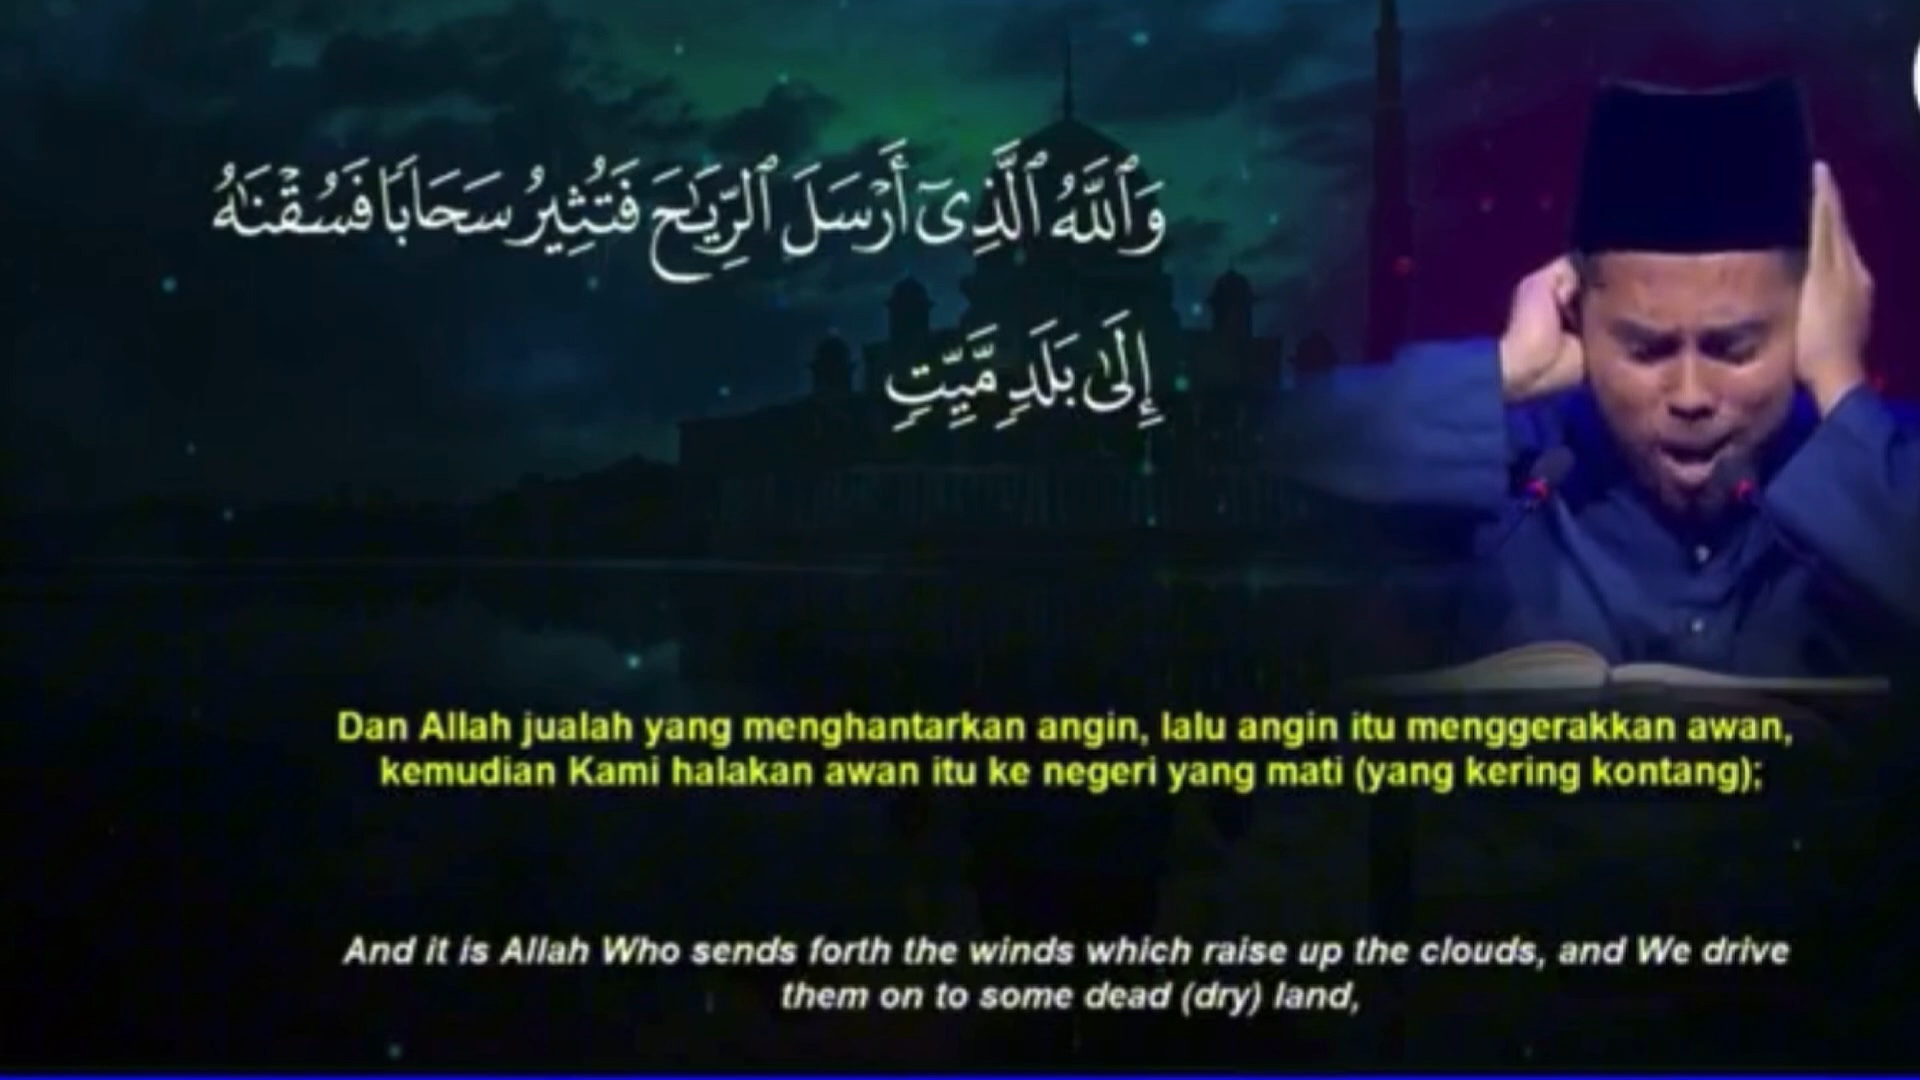 وَٱللَّهُ ٱلَّذِىٓ أَرْسَلَ ٱلرِّيَـٰحَ فَتُثِيرُ سَحَابًا فَسُقْنَـٰهُ
إِلَىٰ بَلَدٍ مَّيِّتٍ
Dan Allah jualah yang menghantarkan angin, lalu angin itu menggerakkan awan,
kemudian Kami halakan awan itu ke negeri yang mati (yang kering kontang);
And it is Allah Who sends forth the winds which raise up the clouds, and We drive
them on to some dead (dry) land,